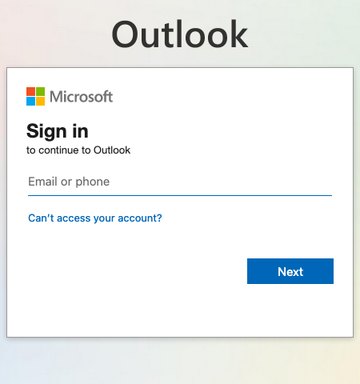 Outlook
Microsoft
Sign in
to continue to Outlook
Email or phone
Can't access your account?
Next